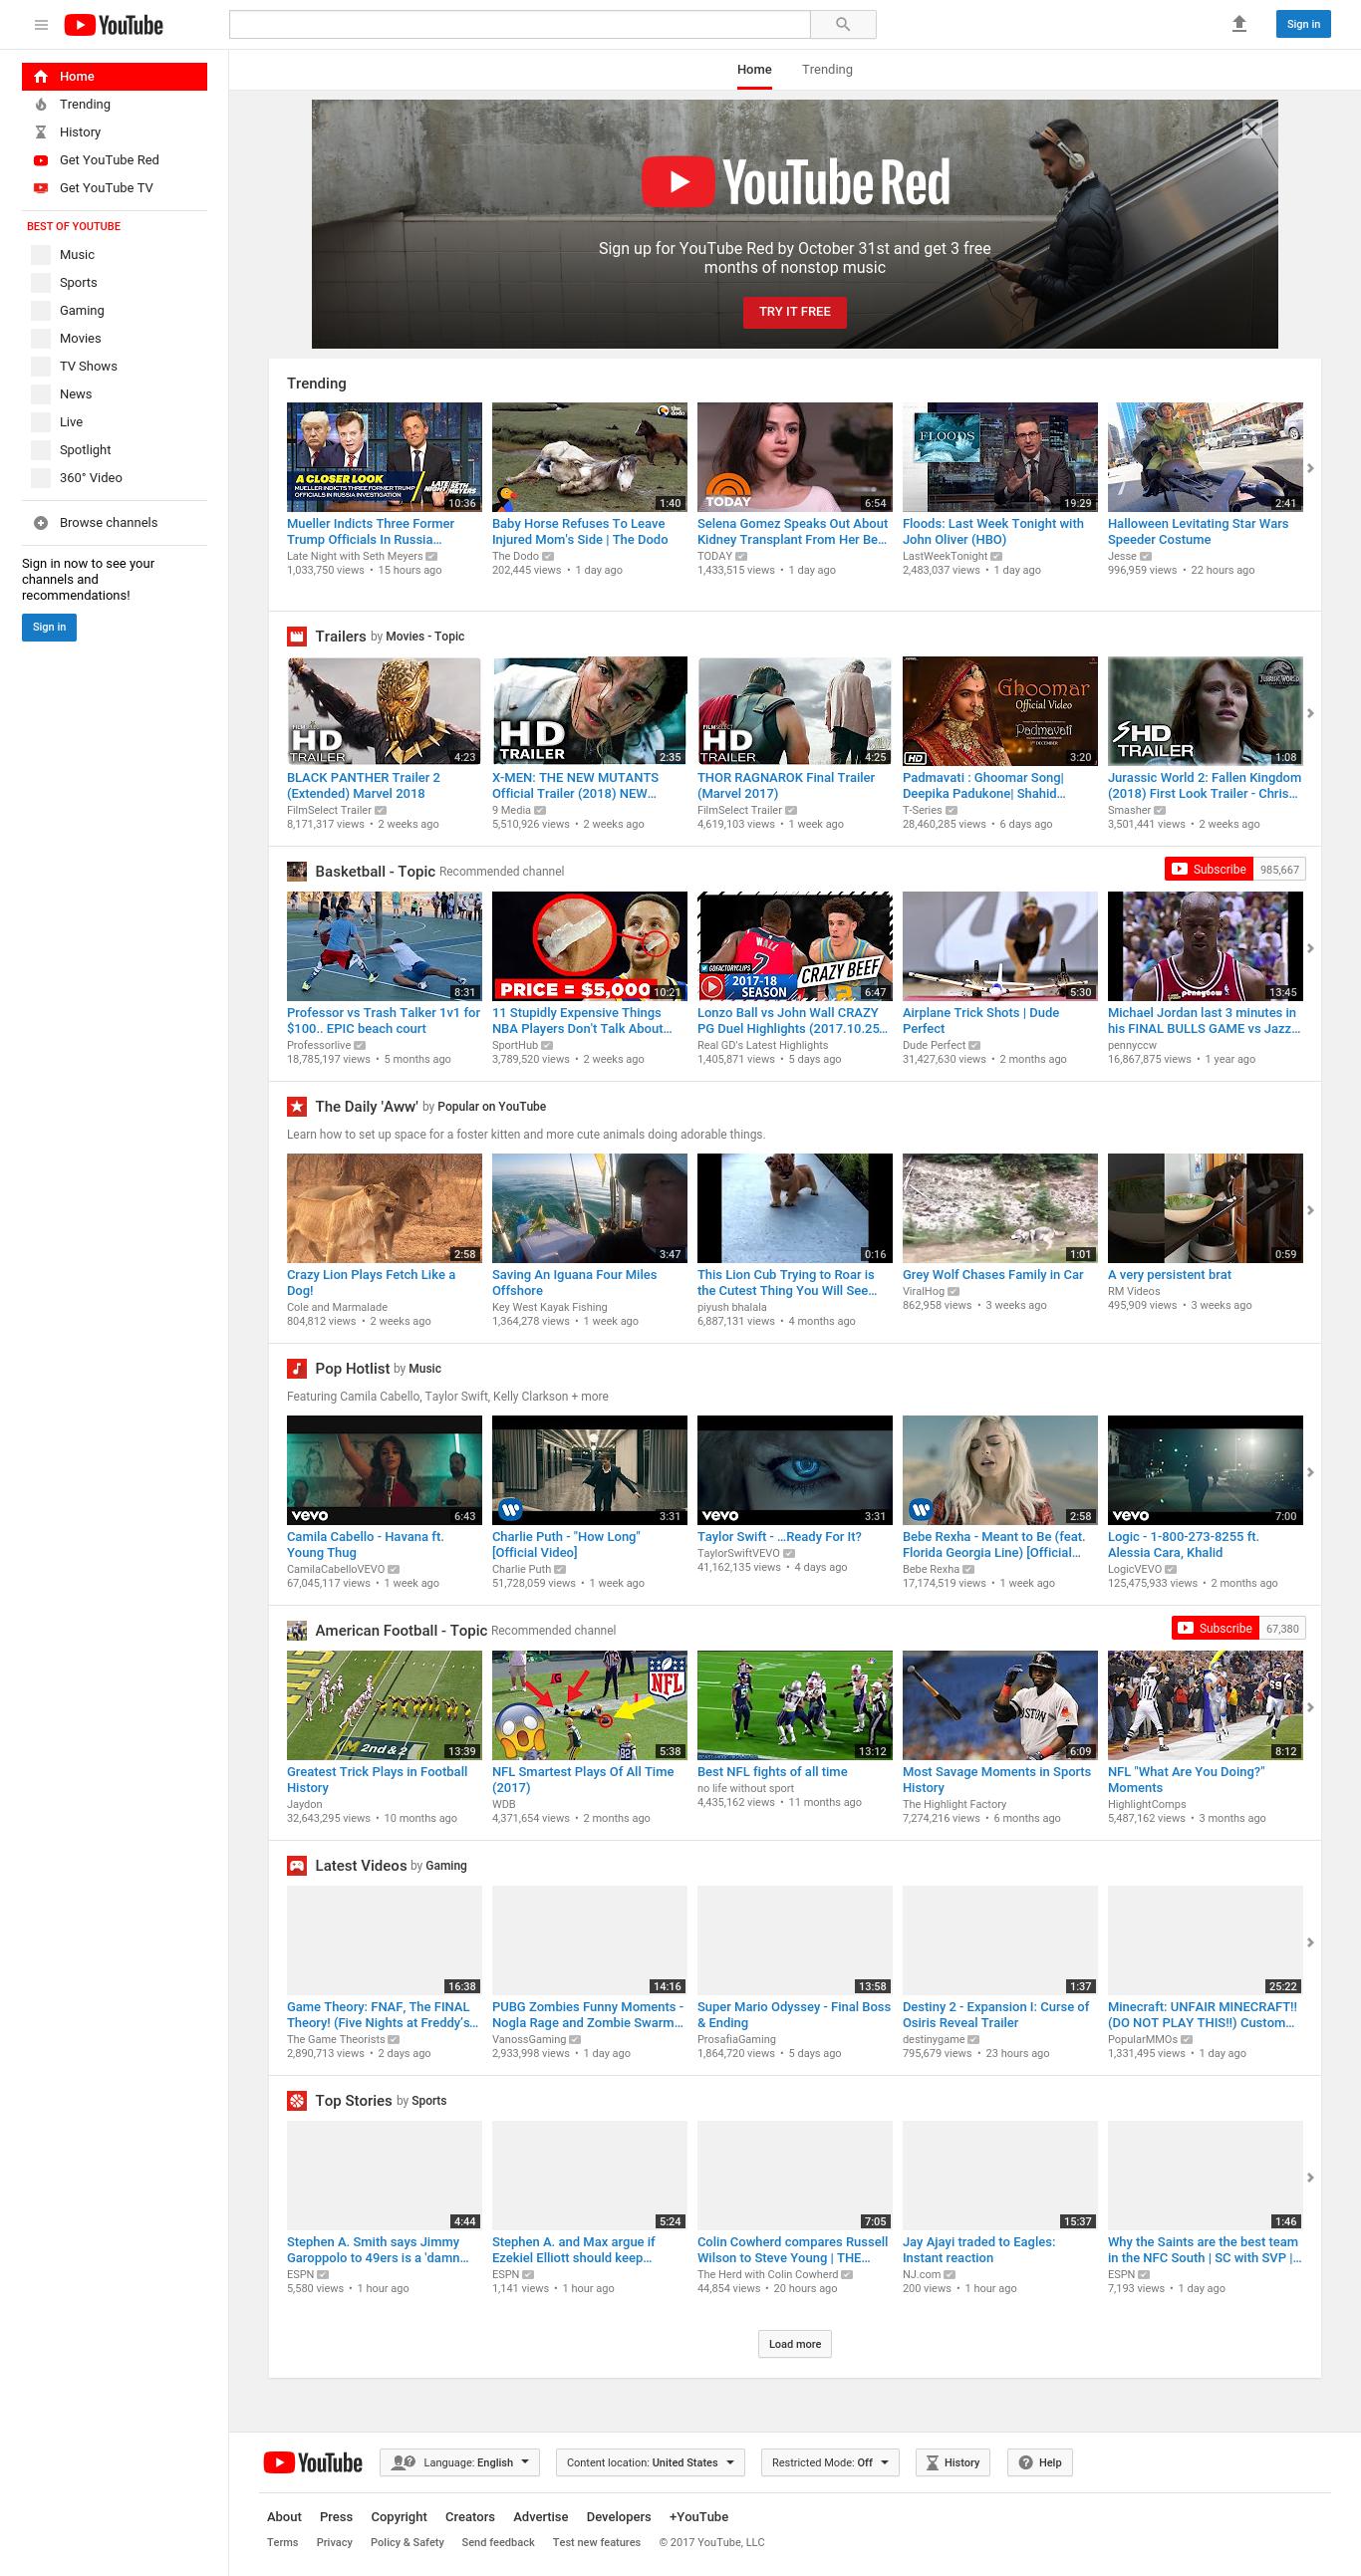 YouTube
Sign in
Home
Trending
History
Get YouTube Red
Get YouTube TV
BEST OF YOUTUBE
Music
Sports
Gaming
Movies
TV Shows
News
Live
Spotlight
360° Video
Browse channels
Sign in now to see your
channels and
recommendations!
Sign in
Home Trending
YouTube Red
Sign up for YouTube Red by October 31st and get 3 free
months of nonstop music
TRY IT FREE
Trending
A CLOSER LOOK
MUELLER INDICTS THREE FORMER TRUMP
OFFICIALS IN RUSSIA INVESTIGATION
LATE NIGHT SETH MEYERS
10:36
Mueller Indicts Three Former
Trump Officials In Russia...
Late Night with Seth Meyers
1,033,750 views • 15 hours ago
the dodo
1:40
Baby Horse Refuses To Leave
Injured Mom's Side | The Dodo
The Dodo
202,445 views • 1 day ago
TODAY
6:54
Selena Gomez Speaks Out About
Kidney Transplant From Her Be...
TODAY
1,433,515 views • 1 day ago
FLOODS
19:29
Floods: Last Week Tonight with
John Oliver (HBO)
LastWeekTonight
2,483,037 views • 1 day ago
2:41
Halloween Levitating Star Wars
Speeder Costume
Jesse
996,959 views • 22 hours ago
Trailers by Movies - Topic
FILMSELECT
HD
TRAILER
4:23
BLACK PANTHER Trailer 2
(Extended) Marvel 2018
FilmSelect Trailer
8,171,317 views • 2 weeks ago
HD
TRAILER
2:35
X-MEN: THE NEW MUTANTS
Official Trailer (2018) NEW...
9 Media
5,510,926 views • 2 weeks ago
FILMSELECT
HD
TRAILER
4:25
THOR RAGNAROK Final Trailer
(Marvel 2017)
FilmSelect Trailer
4,619,103 views • 1 week ago
Ghoomar
Official Video
Padmavati
1ST DECEMBER
HD
3:20
Padmavati : Ghoomar Song|
Deepika Padukone| Shahid...
T-Series
28,460,285 views • 6 days ago
JURASSIC WORLD
HD
TRAILER
1:08
Jurassic World 2: Fallen Kingdom
(2018) First Look Trailer - Chris...
Smasher
3,501,441 views • 2 weeks ago
Basketball - Topic Recommended channel
Subscribe 985,667
8:31
Professor vs Trash Talker 1v1 for
$100.. EPIC beach court
Professorlive
18,785,197 views • 5 months ago
PRICE = $5,000
10:21
11 Stupidly Expensive Things
NBA Players Don't Talk About...
SportHub
3,789,520 views • 2 weeks ago
WALL
2
GDFACTORYCLIPS
CRAZY BEEF
2017-18
SEASON
2
6:47
Lonzo Ball vs John Wall CRAZY
PG Duel Highlights (2017.10.25...
Real GD's Latest Highlights
1,405,871 views • 5 days ago
5:30
Airplane Trick Shots | Dude
Perfect
Dude Perfect
31,427,630 views • 2 months ago
pennyccw
13:45
Michael Jordan last 3 minutes in
his FINAL BULLS GAME vs Jazz...
pennyccw
16,867,875 views • 1 year ago
The Daily 'Aww' by Popular on YouTube
Learn how to set up space for a foster kitten and more cute animals doing adorable things.
2:58
Crazy Lion Plays Fetch Like a
Dog!
Cole and Marmalade
804,812 views • 2 weeks ago
3:47
Saving An Iguana Four Miles
Offshore
Key West Kayak Fishing
1,364,278 views • 1 week ago
0:16
This Lion Cub Trying to Roar is
the Cutest Thing You Will See...
piyush bhalala
6,887,131 views • 4 months ago
1:01
Grey Wolf Chases Family in Car
ViralHog
862,958 views • 3 weeks ago
0:59
A very persistent brat
RM Videos
495,909 views • 3 weeks ago
Pop Hotlist by Music
Featuring Camila Cabello, Taylor Swift, Kelly Clarkson + more
vevo
6:43
Camila Cabello - Havana ft.
Young Thug
CamilaCabelloVEVO
67,045,117 views • 1 week ago
3:31
Charlie Puth - "How Long"
[Official Video]
Charlie Puth
51,728,059 views • 1 week ago
vevo
3:31
Taylor Swift - ...Ready For It?
TaylorSwiftVEVO
41,162,135 views • 4 days ago
2:58
Bebe Rexha - Meant to Be (feat.
Florida Georgia Line) [Official...
Bebe Rexha
17,174,519 views • 1 week ago
vevo
7:00
Logic - 1-800-273-8255 ft.
Alessia Cara, Khalid
LogicVEVO
125,475,933 views • 2 months ago
American Football - Topic Recommended channel
Subscribe 67,380
M 2nd & 2
13:39
Greatest Trick Plays in Football
History
Jaydon
32,643,295 views • 10 months ago
NFL
82
5:38
NFL Smartest Plays Of All Time
(2017)
WDB
4,371,654 views • 2 months ago
13:12
Best NFL fights of all time
no life without sport
4,435,162 views • 11 months ago
6:09
Most Savage Moments in Sports
History
The Highlight Factory
7,274,216 views • 6 months ago
8:12
NFL "What Are You Doing?"
Moments
HighlightComps
5,487,162 views • 3 months ago
Latest Videos by Gaming
16:38
Game Theory: FNAF, The FINAL
Theory! (Five Nights at Freddy's...
The Game Theorists
2,890,713 views • 2 days ago
14:16
PUBG Zombies Funny Moments -
Nogla Rage and Zombie Swarm...
VanossGaming
2,933,998 views • 1 day ago
13:58
Super Mario Odyssey - Final Boss
& Ending
ProsafiaGaming
1,864,720 views • 5 days ago
1:37
Destiny 2 - Expansion I: Curse of
Osiris Reveal Trailer
destinygame
795,679 views • 23 hours ago
25:22
Minecraft: UNFAIR MINECRAFT!!
(DO NOT PLAY THIS!!) Custom...
PopularMMOs
1,331,495 views • 1 day ago
Top Stories by Sports
4:44
Stephen A. Smith says Jimmy
Garoppolo to 49ers is a 'damn...
ESPN
5,580 views • 1 hour ago
5:24
Stephen A. and Max argue if
Ezekiel Elliott should keep...
ESPN
1,141 views • 1 hour ago
7:05
Colin Cowherd compares Russell
Wilson to Steve Young | THE...
The Herd with Colin Cowherd
44,854 views • 20 hours ago
15:37
Jay Ajayi traded to Eagles:
Instant reaction
NJ.com
200 views • 1 hour ago
1:46
Why the Saints are the best team
in the NFC South | SC with SVP |...
ESPN
7,193 views • 1 day ago
Load more
YouTube Language: English Content location: United States Restricted Mode: Off History Help
About Press Copyright Creators Advertise Developers +YouTube
Terms Privacy Policy & Safety Send feedback Test new features © 2017 YouTube, LLC